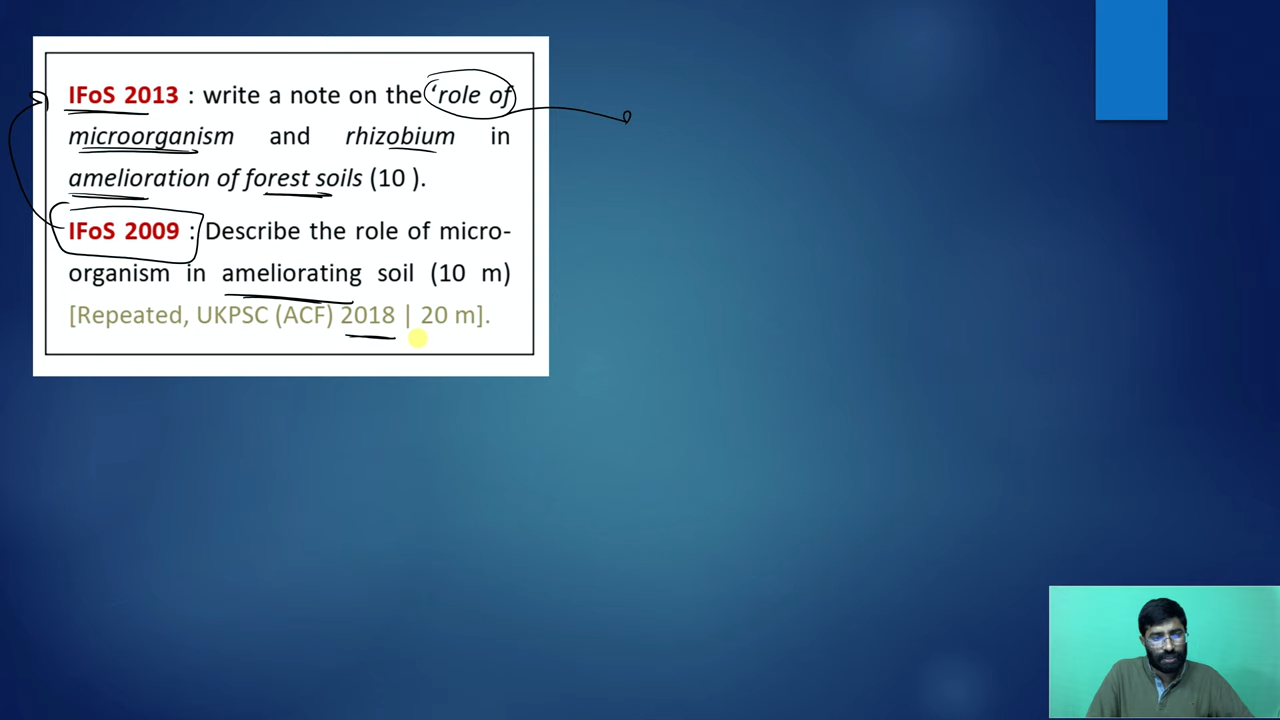 IFoS 2013 : write a note on the ‘role of
microorganism and rhizobium in
amelioration of forest soils (10 ).
IFoS 2009 : Describe the role of micro-
organism in ameliorating soil (10 m)
[Repeated, UKPSC (ACF) 2018 | 20 m].